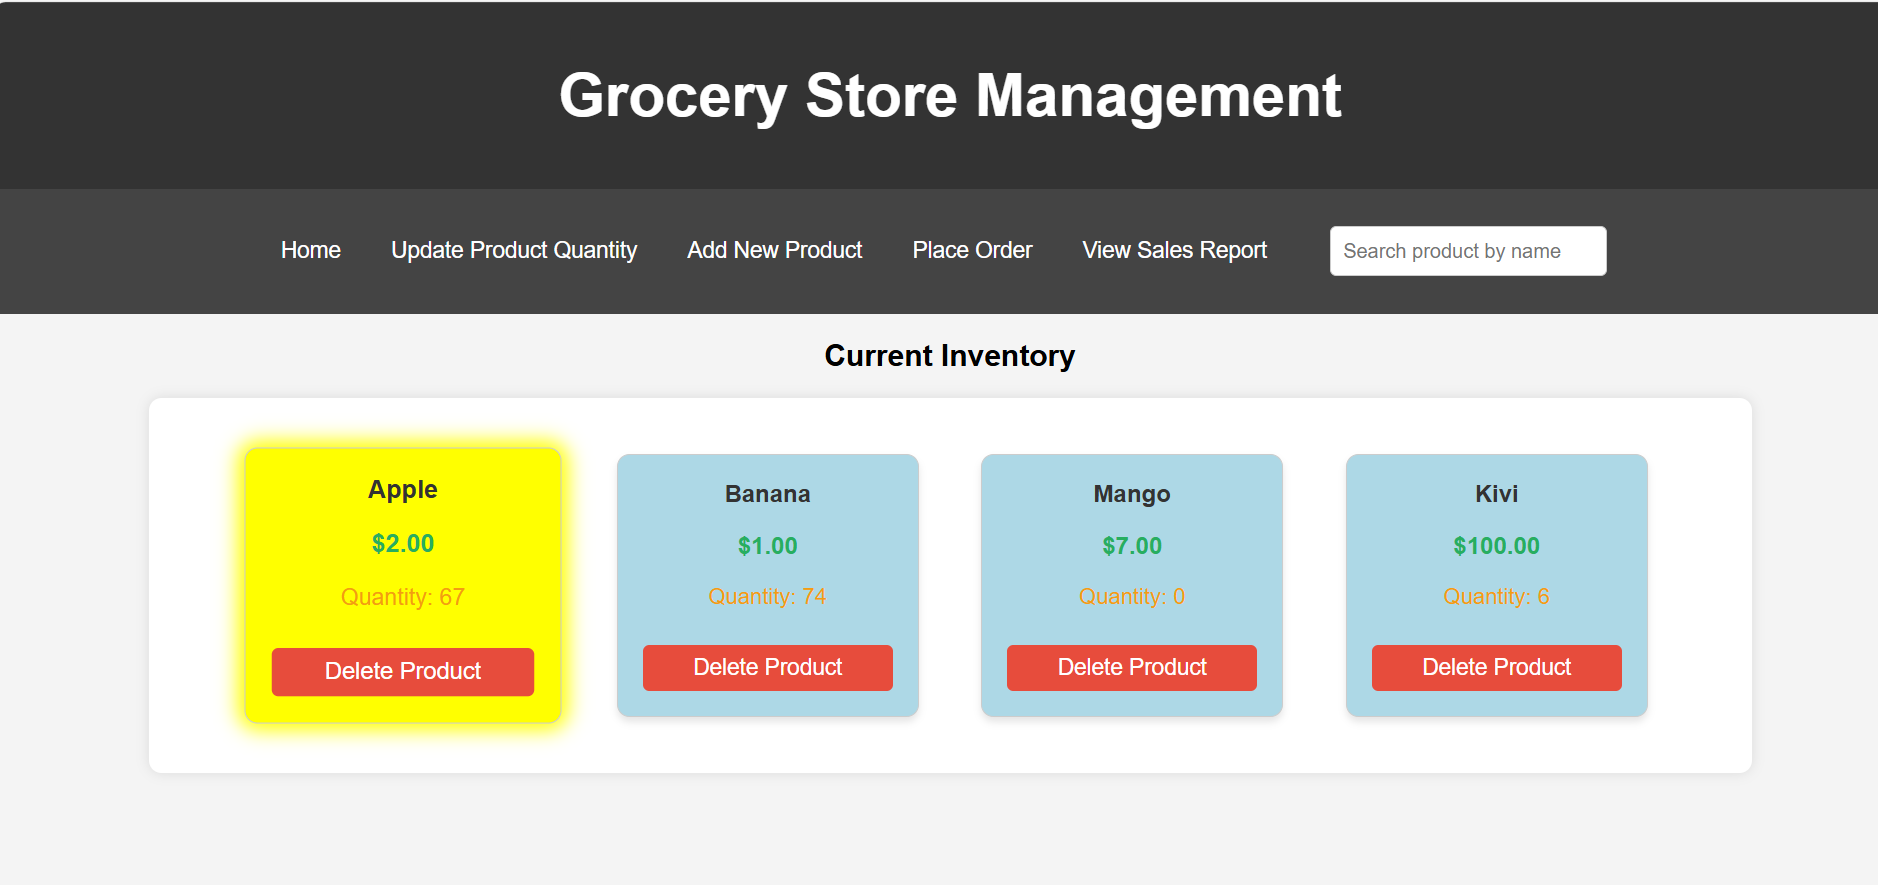 Grocery Store Management
Home Update Product Quantity Add New Product Place Order View Sales Report Search product by name
Current Inventory
Apple
$2.00
Quantity: 67
Delete Product
Banana
$1.00
Quantity: 74
Delete Product
Mango
$7.00
Quantity: 0
Delete Product
Kivi
$100.00
Quantity: 6
Delete Product